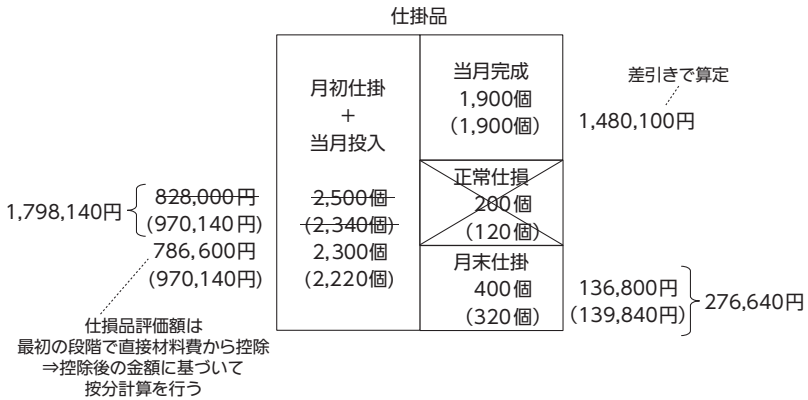 仕掛品
月初仕掛
+
当月投入
2,500個
(2,340個)
2,300個
(2,220個)
当月完成
1,900個
(1,900個)
正常仕損
200個
(120個)
月末仕掛
400個
(320個)
差引きで算定
1,480,100円
1,798,140円
828,000円
(970,140円)
786,600円
(970,140円)
136,800円
(139,840円)
276,640円
仕損品評価額は
最初の段階で直接材料費から控除
⇒控除後の金額に基づいて
按分計算を行う